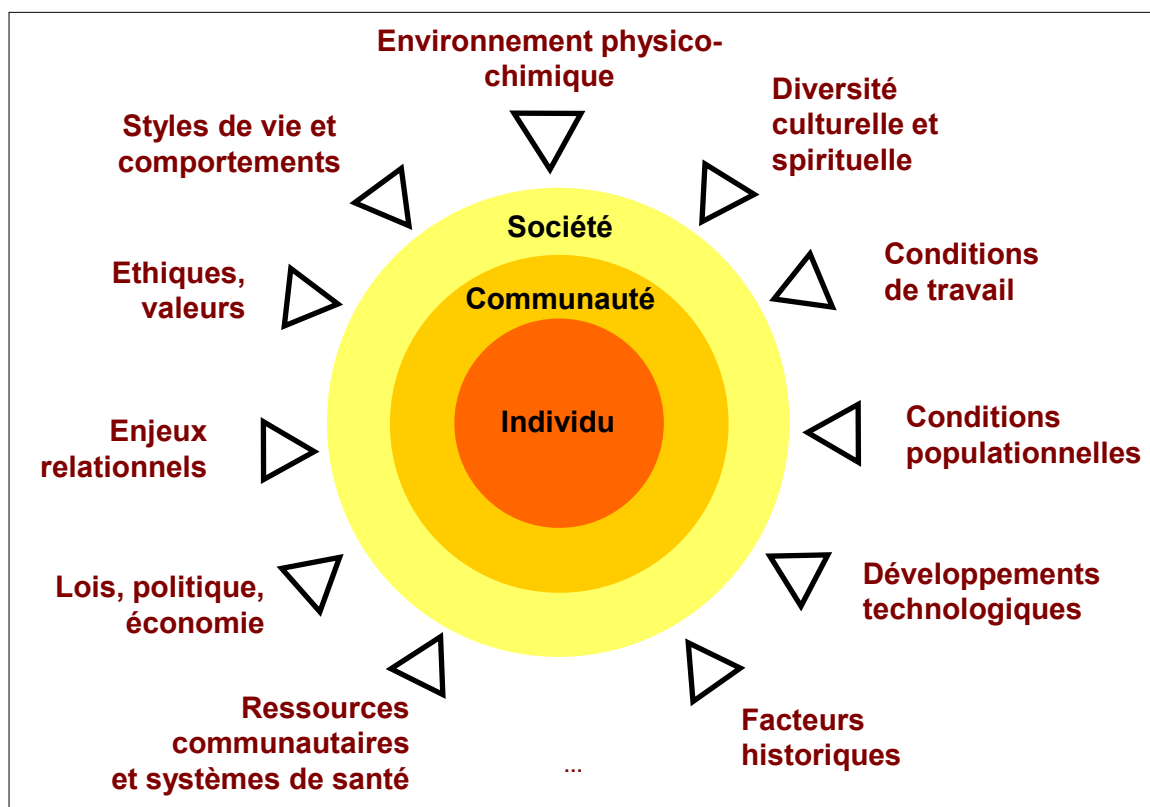 Environnement physico-
chimique
Diversité
culturelle et
spirituelle
Styles de vie et
comportements
Société
Conditions
de travail
Ethiques,
valeurs
Communauté
Individu
Enjeux
relationnels
Conditions
populationnelles
Lois, politique,
économie
Développements
technologiques
Ressources
communautaires
et systèmes de santé
Facteurs
historiques
...